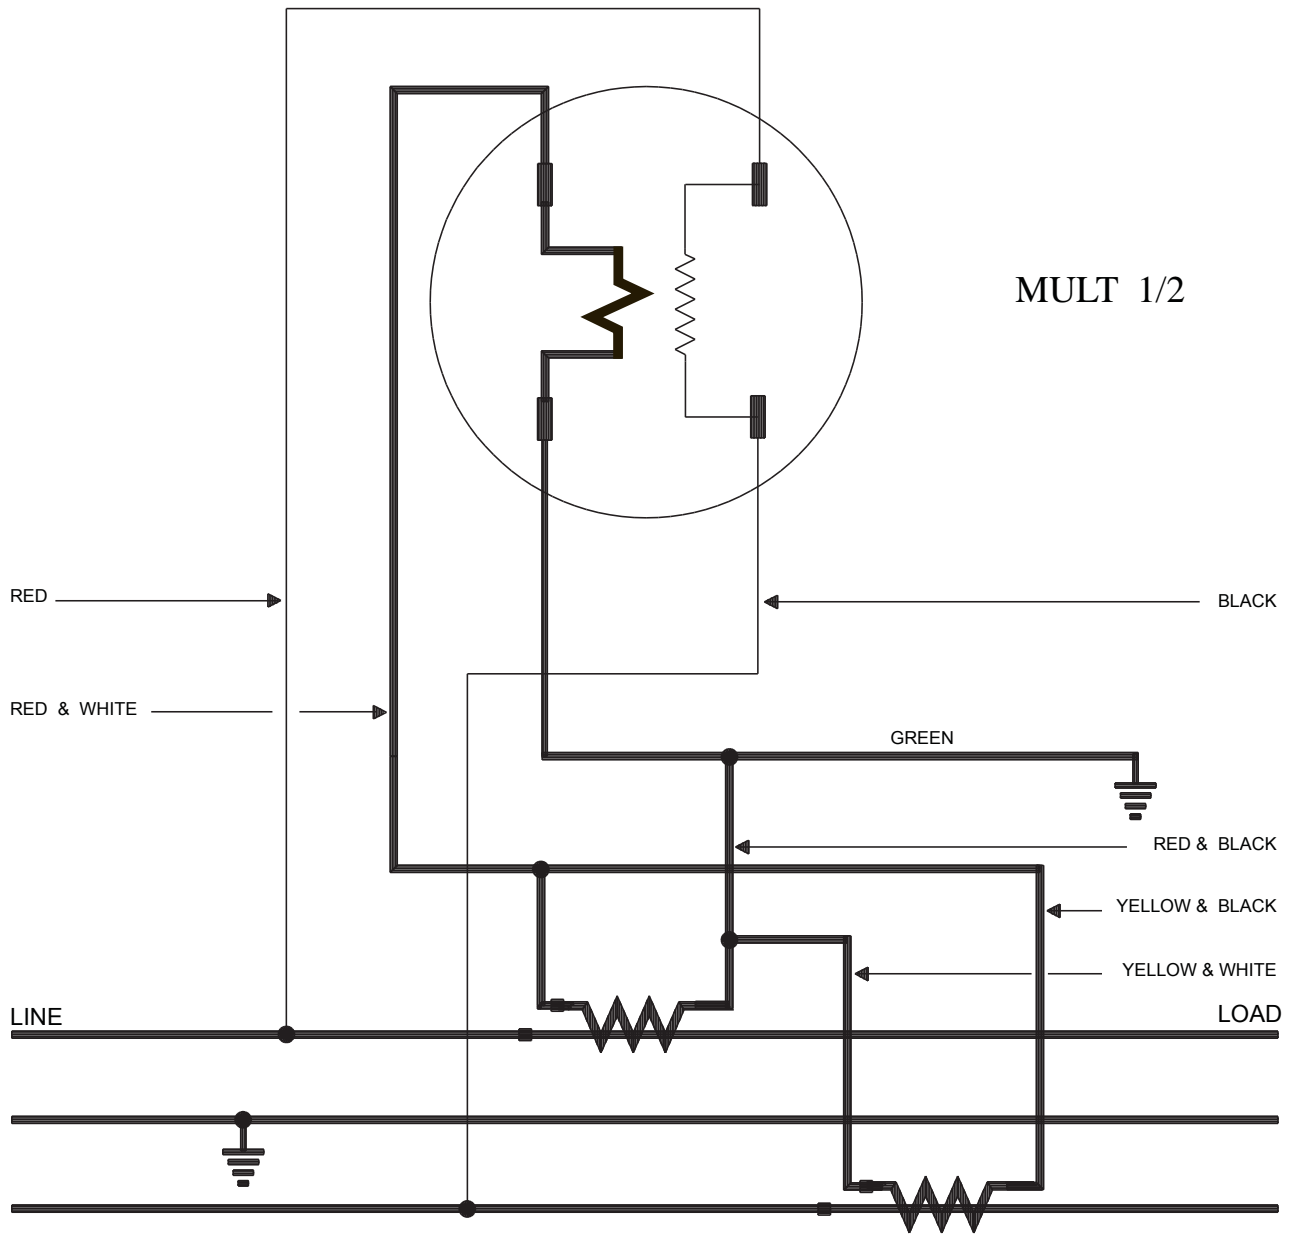 MULT 1/2
RED
BLACK
RED & WHITE
GREEN
RED & BLACK
YELLOW & BLACK
YELLOW & WHITE
LINE
LOAD